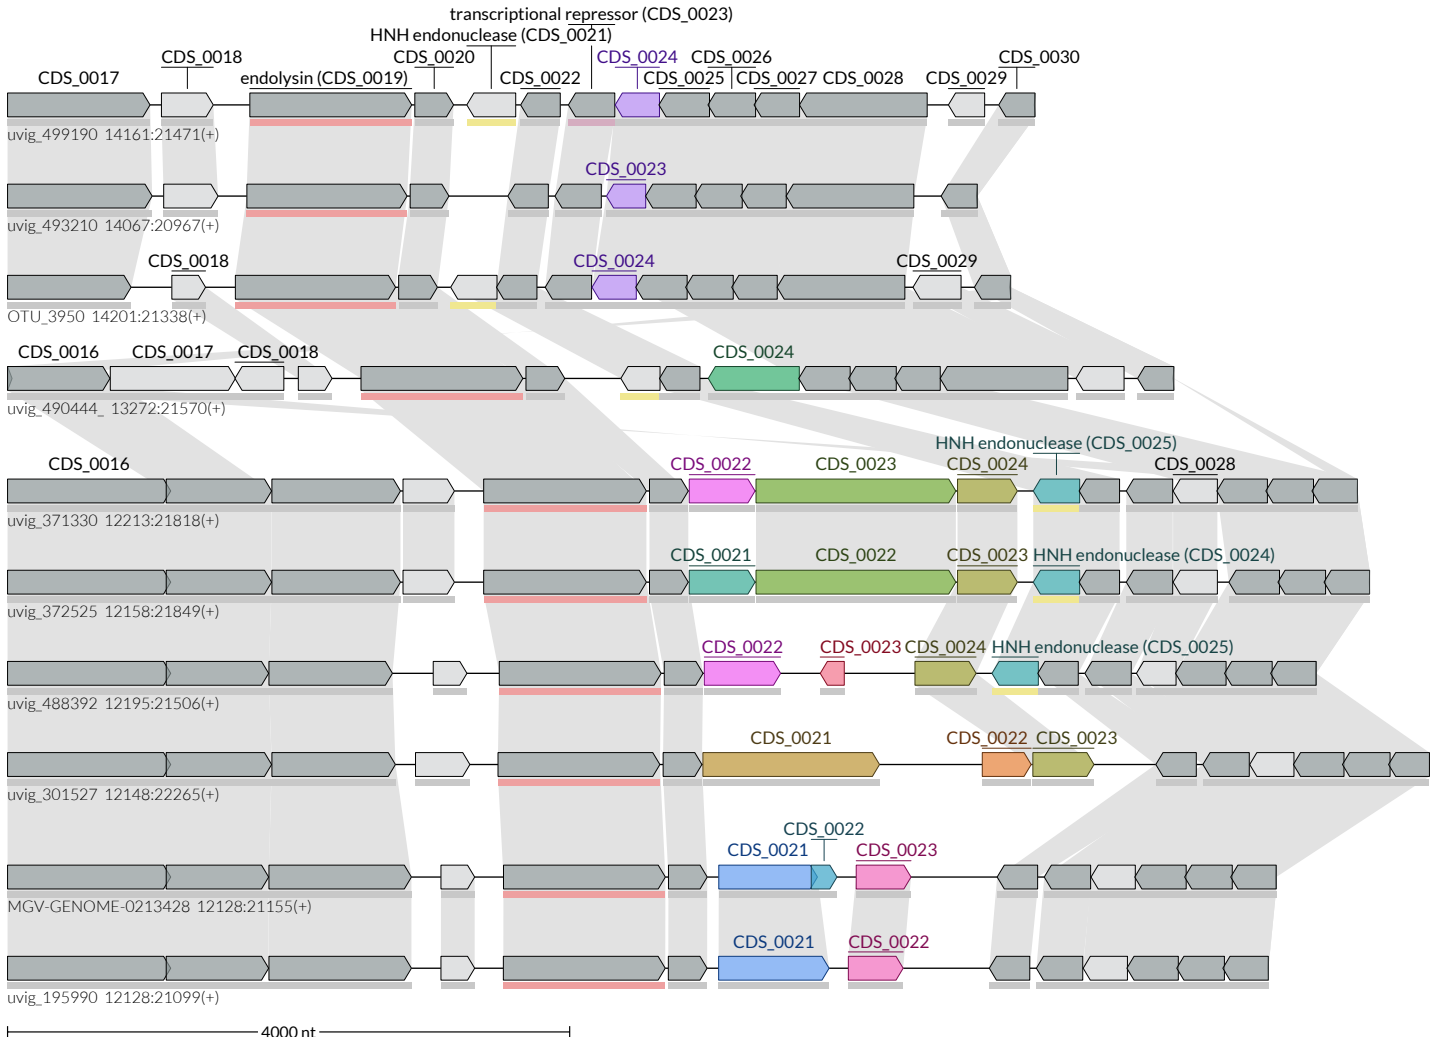 transcriptional repressor (CDS_0023)
HNH endonuclease (CDS_0021)
CDS_0018 CDS_0020 CDS_0024 CDS_0026 CDS_0030
CDS_0017 endolysin (CDS_0019) CDS_0022 CDS_0025 CDS_0027 CDS_0028 CDS_0029
uvig_499190 14161:21471(+)
CDS_0023
uvig_493210 14067:20967(+)
CDS_0018 CDS_0024 CDS_0029
OTU_3950 14201:21338(+)
CDS_0016 CDS_0017 CDS_0018 CDS_0024
uvig_490444_ 13272:21570(+)
HNH endonuclease (CDS_0025)
CDS_0016 CDS_0022 CDS_0023 CDS_0024 CDS_0028
uvig_371330 12213:21818(+)
CDS_0021 CDS_0022 CDS_0023 HNH endonuclease (CDS_0024)
uvig_372525 12158:21849(+)
CDS_0022 CDS_0023 CDS_0024 HNH endonuclease (CDS_0025)
uvig_488392 12195:21506(+)
CDS_0021 CDS_0022 CDS_0023
uvig_301527 12148:22265(+)
CDS_0022
CDS_0021 CDS_0023
MGV-GENOME-0213428 12128:21155(+)
CDS_0021 CDS_0022
uvig_195990 12128:21099(+)
4000 nt